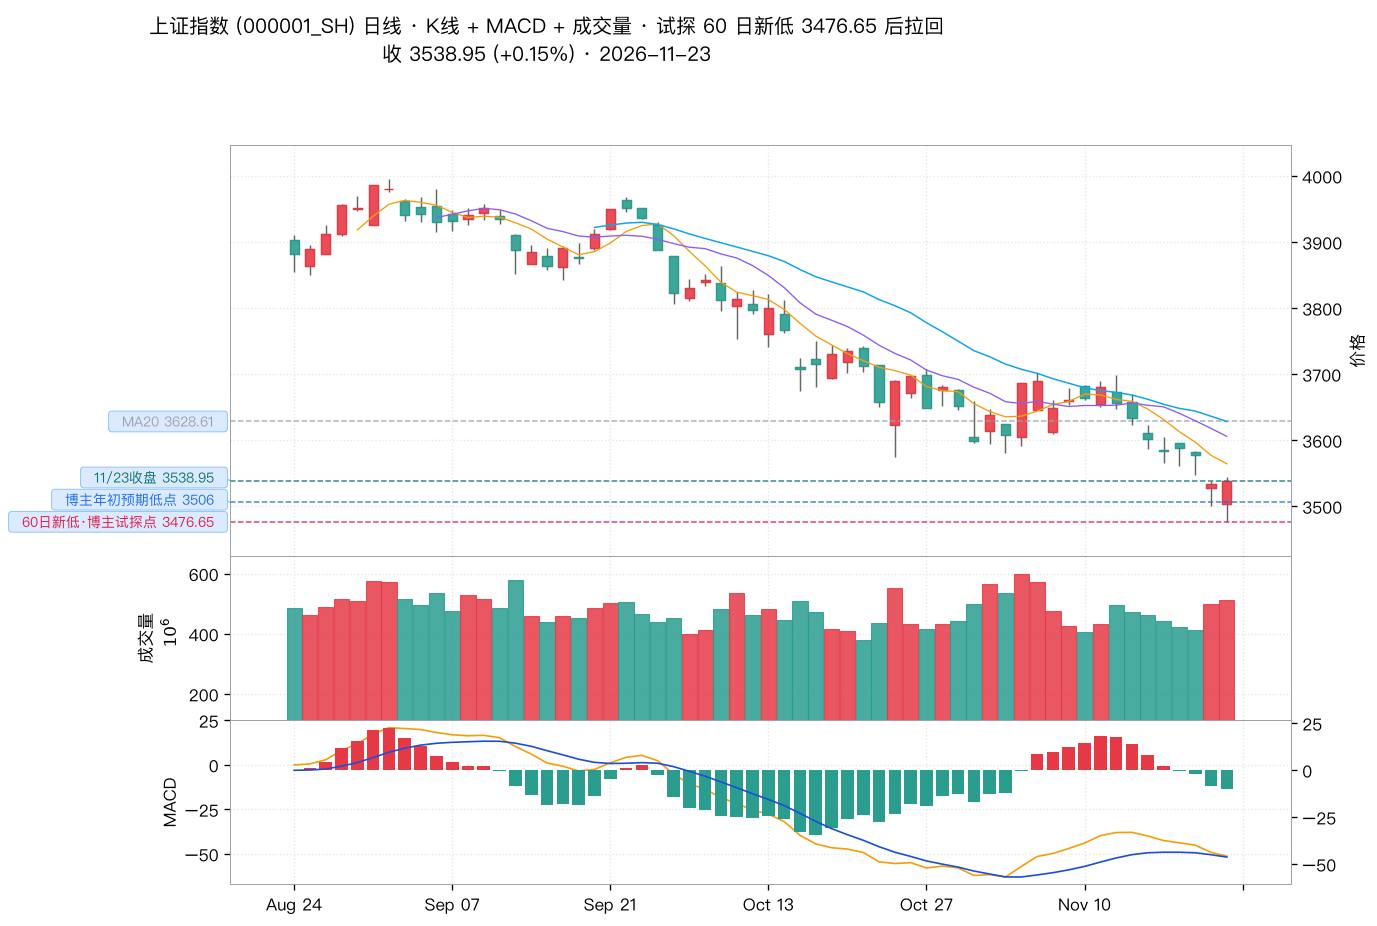 上证指数 (000001_SH) 日线 · K线 + MACD + 成交量 · 试探 60 日新低 3476.65 后拉回
收 3538.95 (+0.15%) · 2026–11–23
4000
3900
3800
3700
3600
3500
价格
MA20 3628.61
11/23收盘 3538.95
博主年初预期低点 3506
60日新低·博主试探点 3476.65
600
400
200
成交量
10⁶
25
0
−25
−50
MACD
25
0
−25
−50
Aug 24
Sep 07
Sep 21
Oct 13
Oct 27
Nov 10